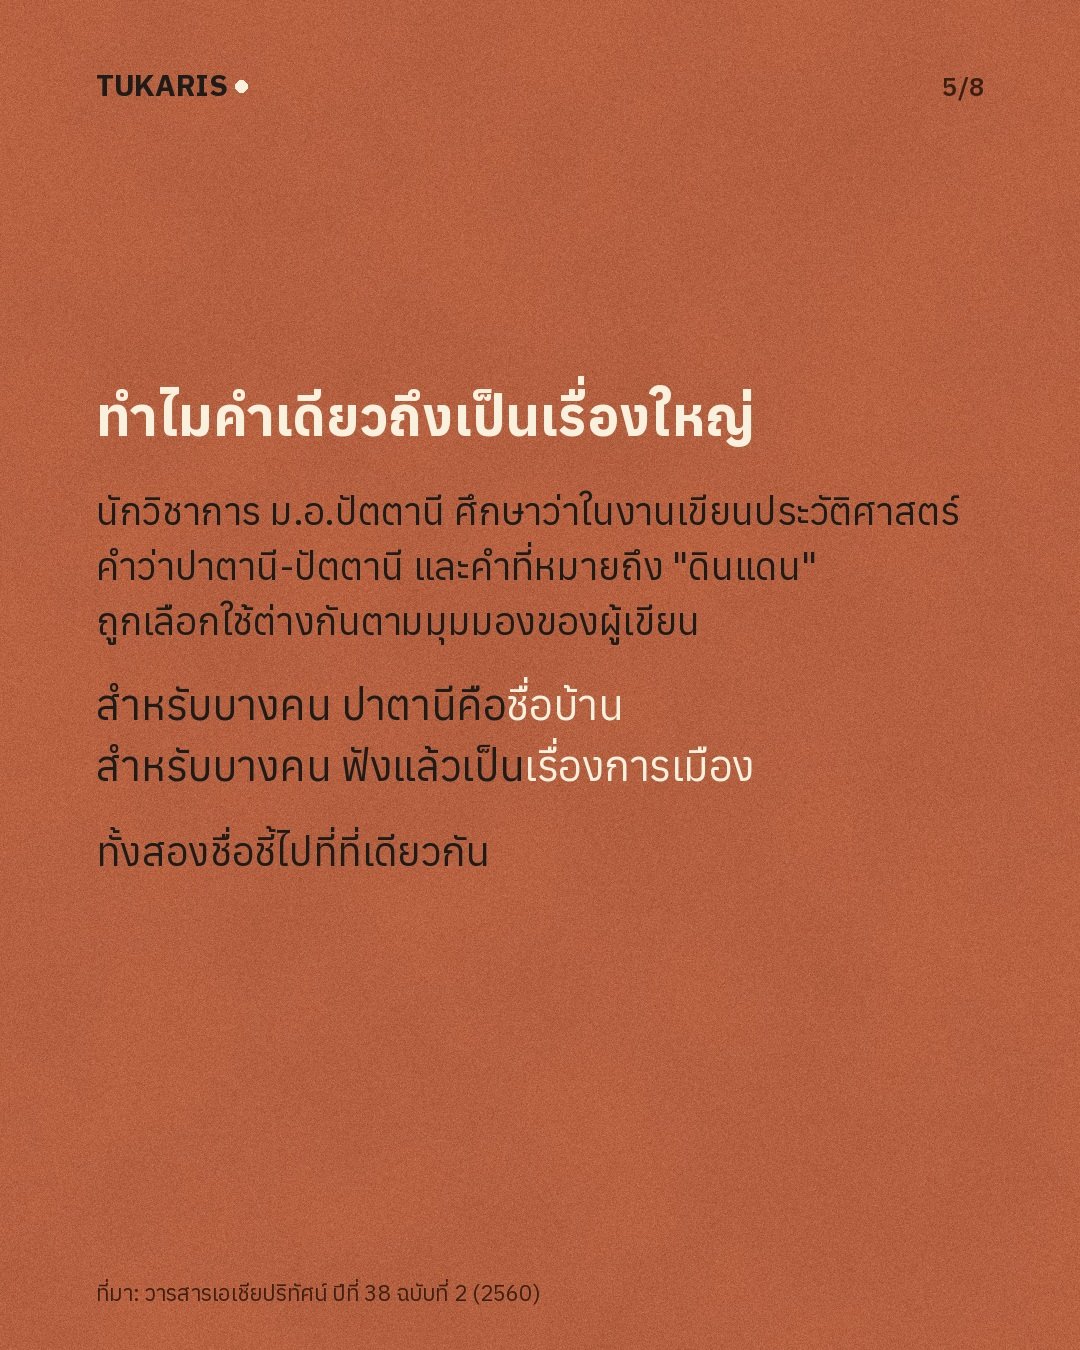 TUKARIS
5/8
ทำไมคำเดียวถึงเป็นเรื่องใหญ่
นักวิชาการ ม.อ.ปัตตานี ศึกษาว่าในงานเขียนประวัติศาสตร์
คำว่าปาตานี-ปัตตานี และคำที่หมายถึง "ดินแดน"
ถูกเลือกใช้ต่างกันตามมุมมองของผู้เขียน
สำหรับบางคน ปาตานีคือชื่อบ้าน
สำหรับบางคน ฟังแล้วเป็นเรื่องการเมือง
ทั้งสองชื่อชี้ไปที่ที่เดียวกัน
ที่มา: วารสารเอเชียปริทัศน์ ปีที่ 38 ฉบับที่ 2 (2560)